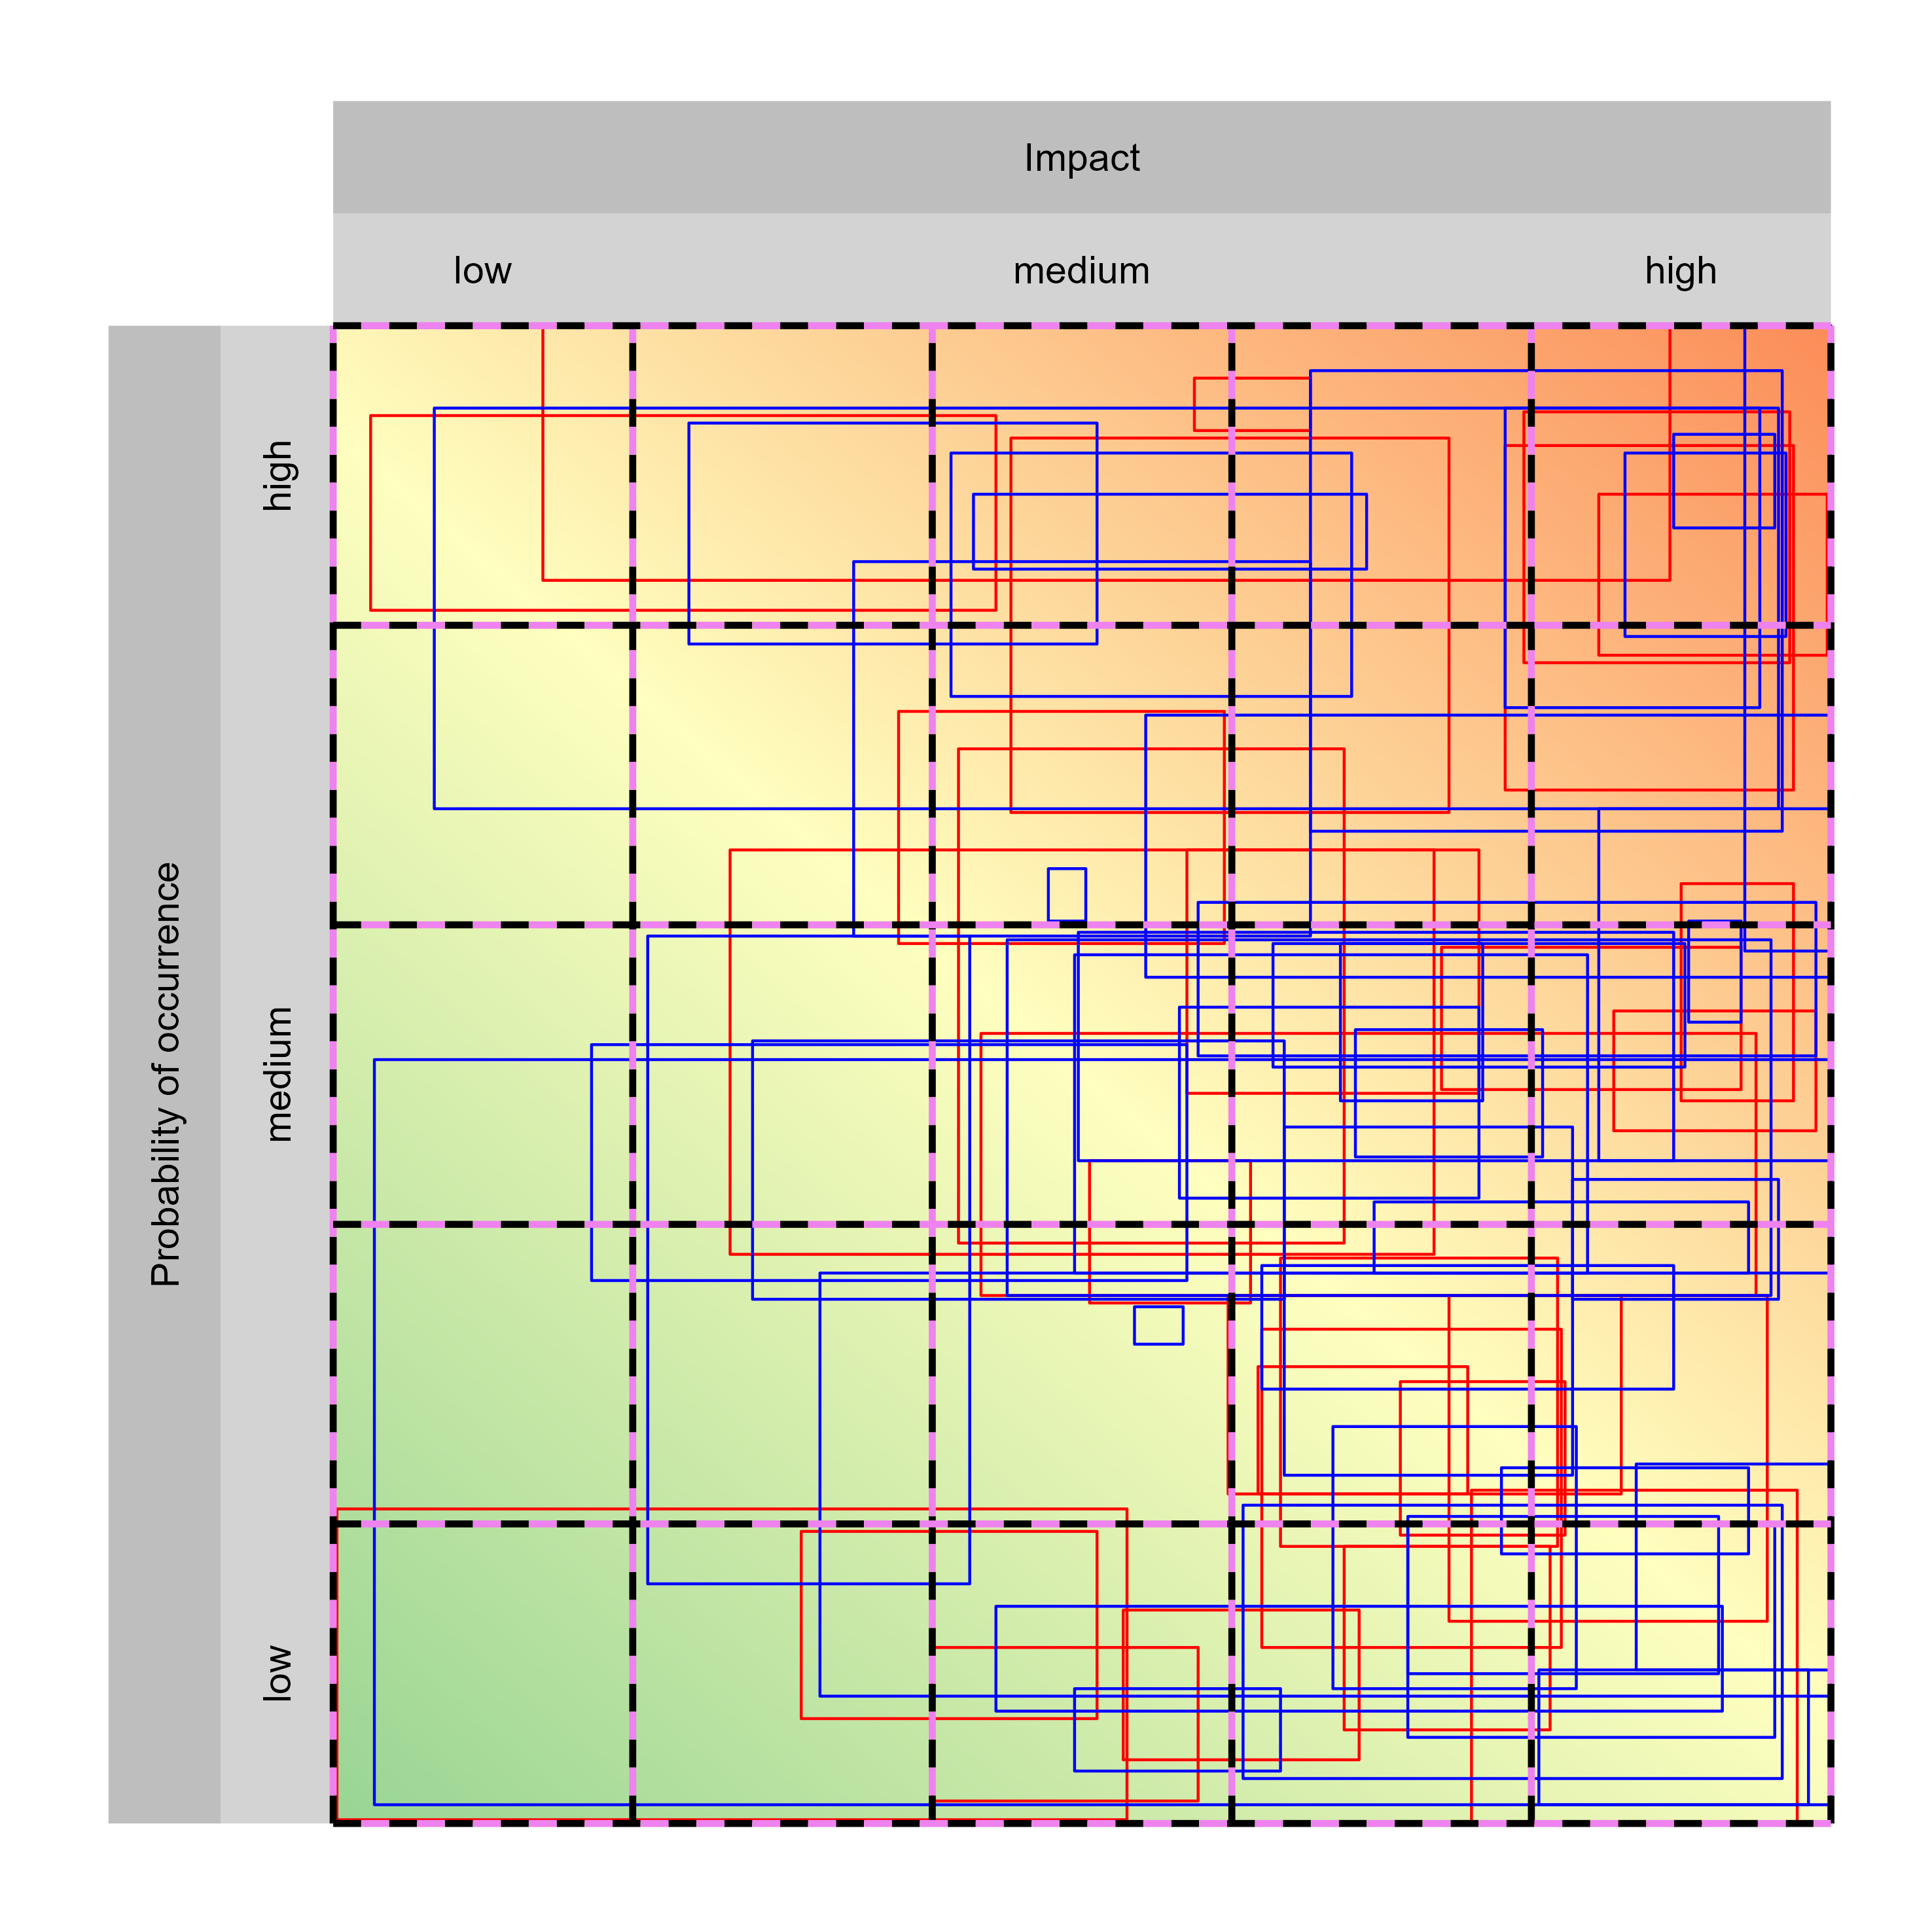 Impact
low
medium
high
Probability of occurrence
high
medium
low